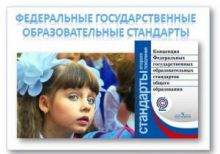 ФЕДЕРАЛЬНЫЕ ГОСУДАРСТВЕННЫЕ
ОБРАЗОВАТЕЛЬНЫЕ СТАНДАРТЫ
стандарты
Концепция
Федеральных
государственных
образовательных
стандартов
общего
образования